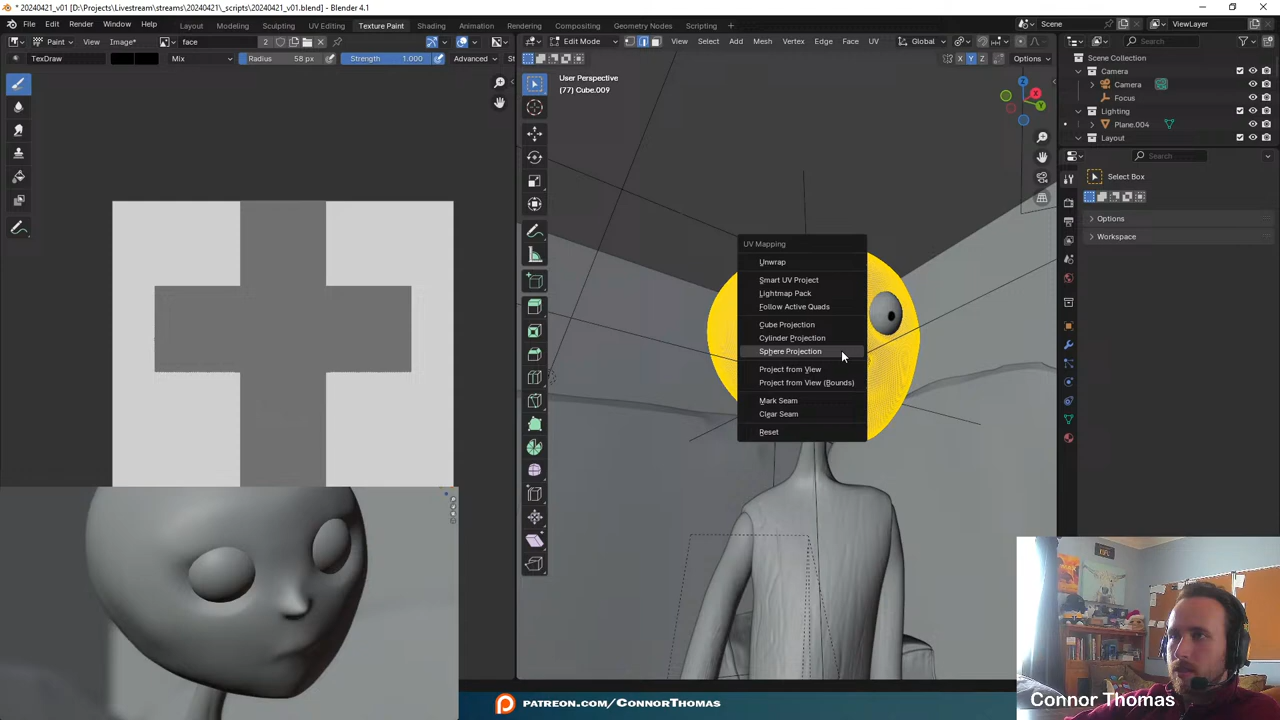 * 20240421_v01 [D:\Projects\Livestream\streams\20240421\_scripts\20240421_v01.blend] - Blender 4.1
File Edit Render Window Help Layout Modeling Sculpting UV Editing Texture Paint Shading Animation Rendering Compositing Geometry Nodes Scripting + Scene ViewLayer
Paint View Image* face 2
Edit Mode View Select Add Mesh Vertex Edge Face UV Global Search
TexDraw Mix Radius 58 px Strength 1.000 Advanced
X Y Z Options
Scene Collection
Camera
Camera
Focus
Lighting
Plane.004
Layout
Search
Select Box
Options
Workspace
User Perspective
(77) Cube.009
Z
X
Y
UV Mapping
Unwrap
Smart UV Project
Lightmap Pack
Follow Active Quads
Cube Projection
Cylinder Projection
Sphere Projection
Project from View
Project from View (Bounds)
Mark Seam
Clear Seam
Reset
PATREON.COM/CONNORTHOMAS
Connor Thomas